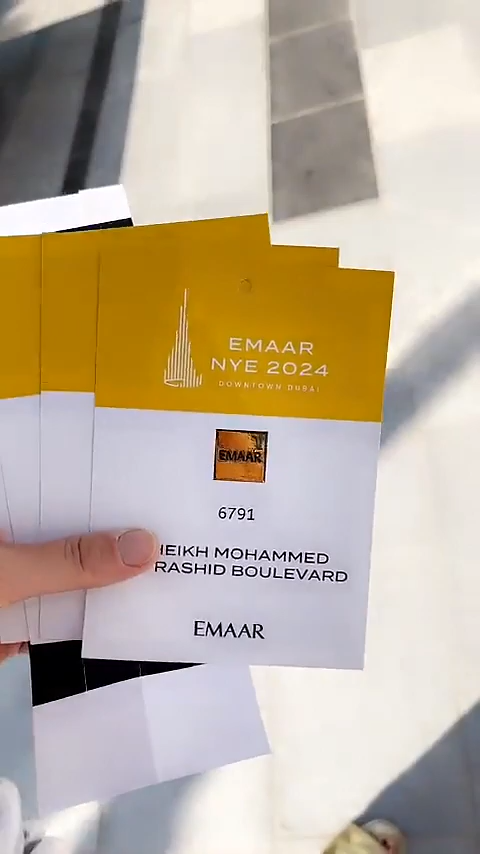 EMAAR
NYE 2024
DOWNTOWN DUBAI
EMAAR
6791
HEIKH MOHAMMED
RASHID BOULEVARD
EMAAR